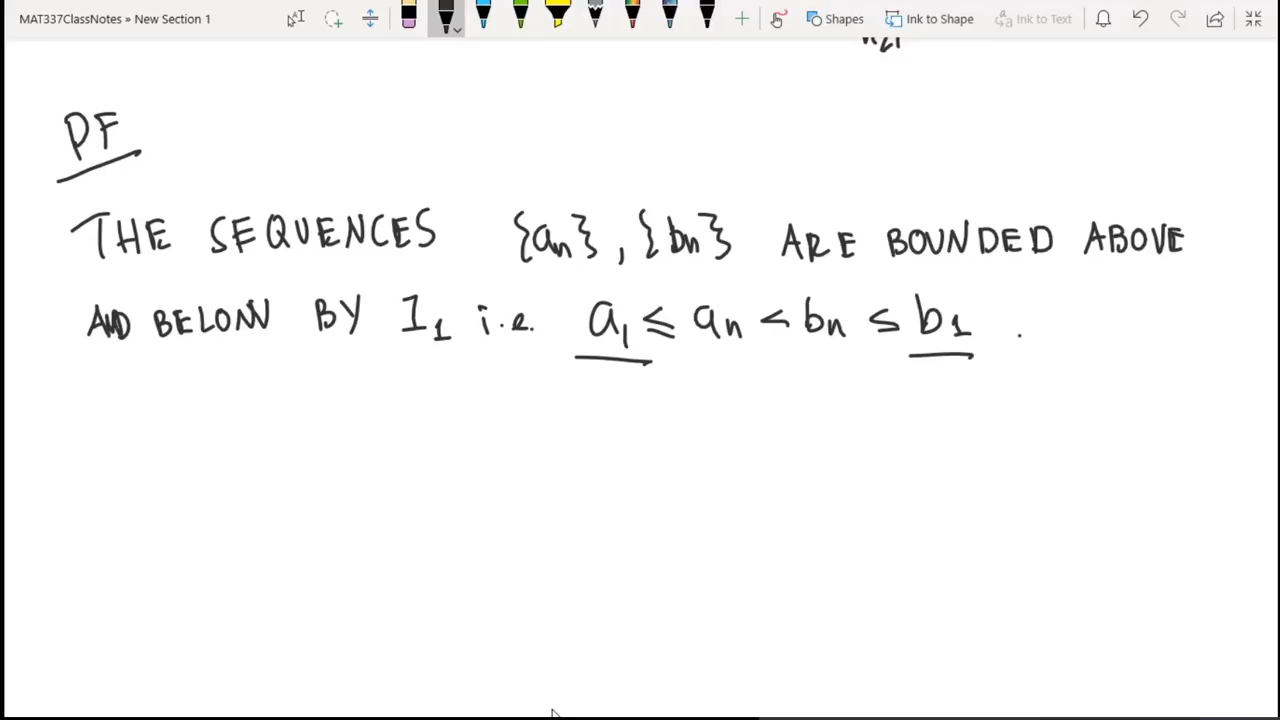 MAT337ClassNotes » New Section 1
Shapes
Ink to Shape
Ink to Text
PF
THE SEQUENCES {aₙ}, {bₙ} ARE BOUNDED ABOVE
AND BELOW BY I₁ i.e. a₁ ≤ aₙ < bₙ ≤ b₁ .